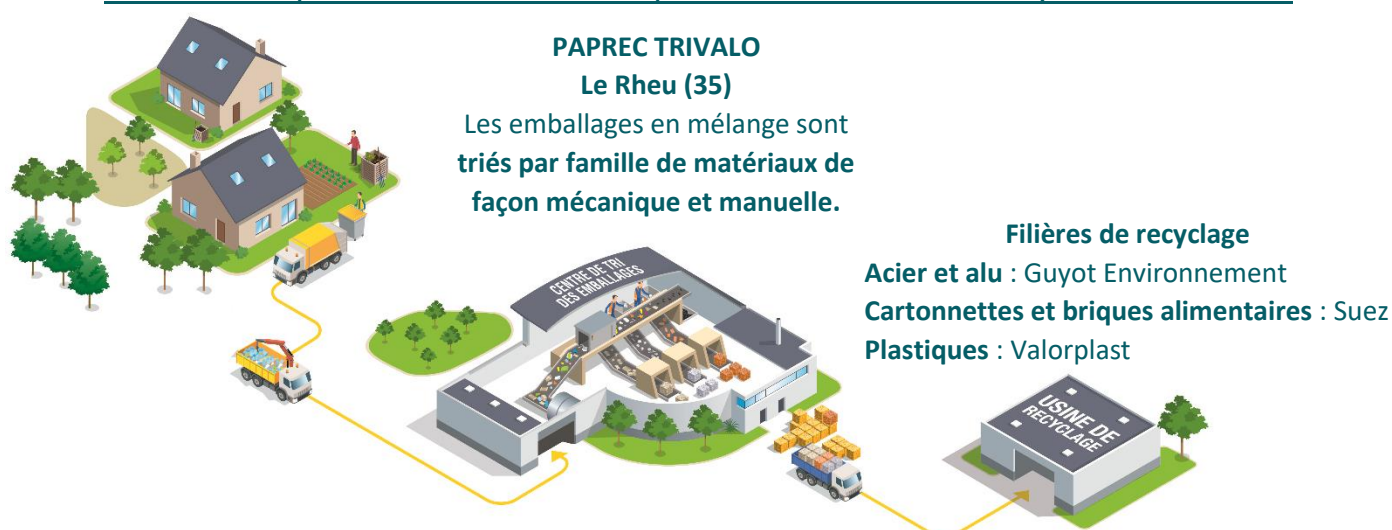 PAPREC TRIVALO
Le Rheu (35)
Les emballages en mélange sont
triés par famille de matériaux de
façon mécanique et manuelle.
Filières de recyclage
Acier et alu : Guyot Environnement
Cartonnettes et briques alimentaires : Suez
Plastiques : Valorplast
CENTRE DE TRI
DES EMBALLAGES
USINE DE
RECYCLAGE